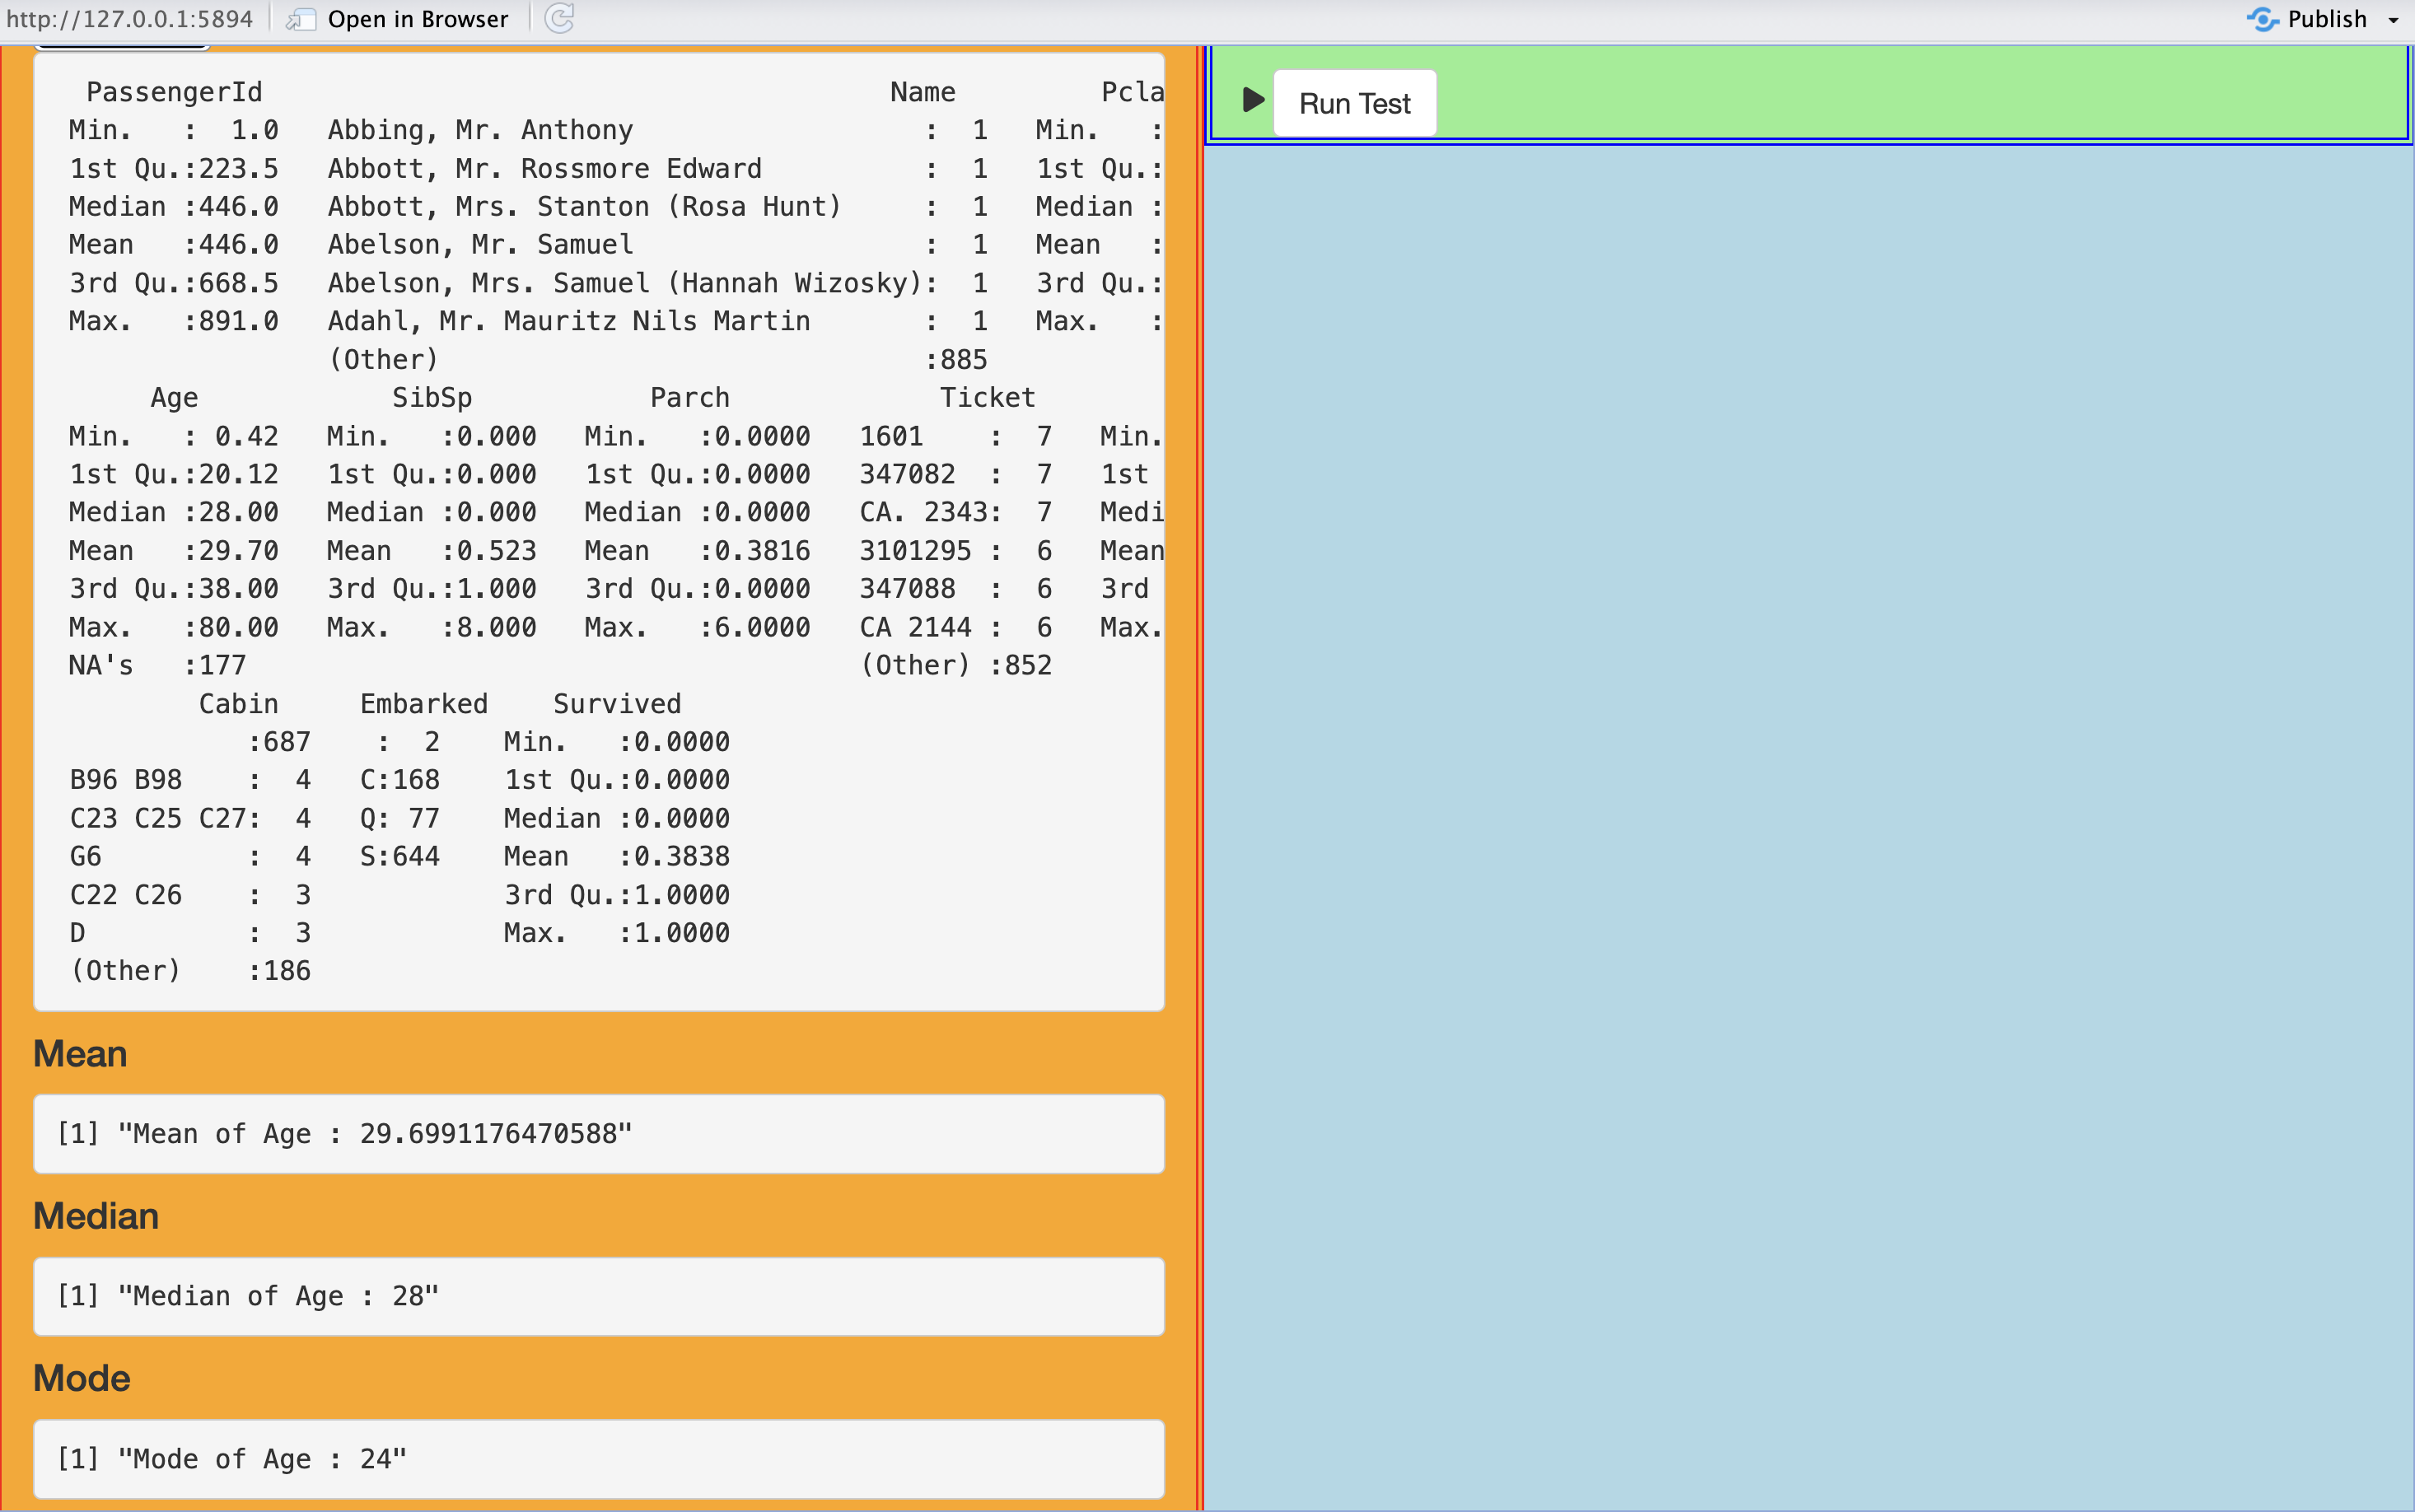 http://127.0.0.1:5894 Open in Browser Publish
 PassengerId                                       Name         Pcla
Min.   :  1.0   Abbing, Mr. Anthony                  :  1   Min.   :
1st Qu.:223.5   Abbott, Mr. Rossmore Edward          :  1   1st Qu.:
Median :446.0   Abbott, Mrs. Stanton (Rosa Hunt)     :  1   Median :
Mean   :446.0   Abelson, Mr. Samuel                  :  1   Mean   :
3rd Qu.:668.5   Abelson, Mrs. Samuel (Hannah Wizosky):  1   3rd Qu.:
Max.   :891.0   Adahl, Mr. Mauritz Nils Martin       :  1   Max.   :
                (Other)                              :885
     Age            SibSp           Parch             Ticket
Min.   : 0.42   Min.   :0.000   Min.   :0.0000   1601    :  7   Min.
1st Qu.:20.12   1st Qu.:0.000   1st Qu.:0.0000   347082  :  7   1st
Median :28.00   Median :0.000   Median :0.0000   CA. 2343:  7   Medi
Mean   :29.70   Mean   :0.523   Mean   :0.3816   3101295 :  6   Mean
3rd Qu.:38.00   3rd Qu.:1.000   3rd Qu.:0.0000   347088  :  6   3rd
Max.   :80.00   Max.   :8.000   Max.   :6.0000   CA 2144 :  6   Max.
NA's   :177                                      (Other) :852
        Cabin     Embarked    Survived
           :687    :  2    Min.   :0.0000
B96 B98    :  4   C:168    1st Qu.:0.0000
C23 C25 C27:  4   Q: 77    Median :0.0000
G6         :  4   S:644    Mean   :0.3838
C22 C26    :  3            3rd Qu.:1.0000
D          :  3            Max.   :1.0000
(Other)    :186
Mean
[1] "Mean of Age : 29.6991176470588"
Median
[1] "Median of Age : 28"
Mode
[1] "Mode of Age : 24"
Run Test